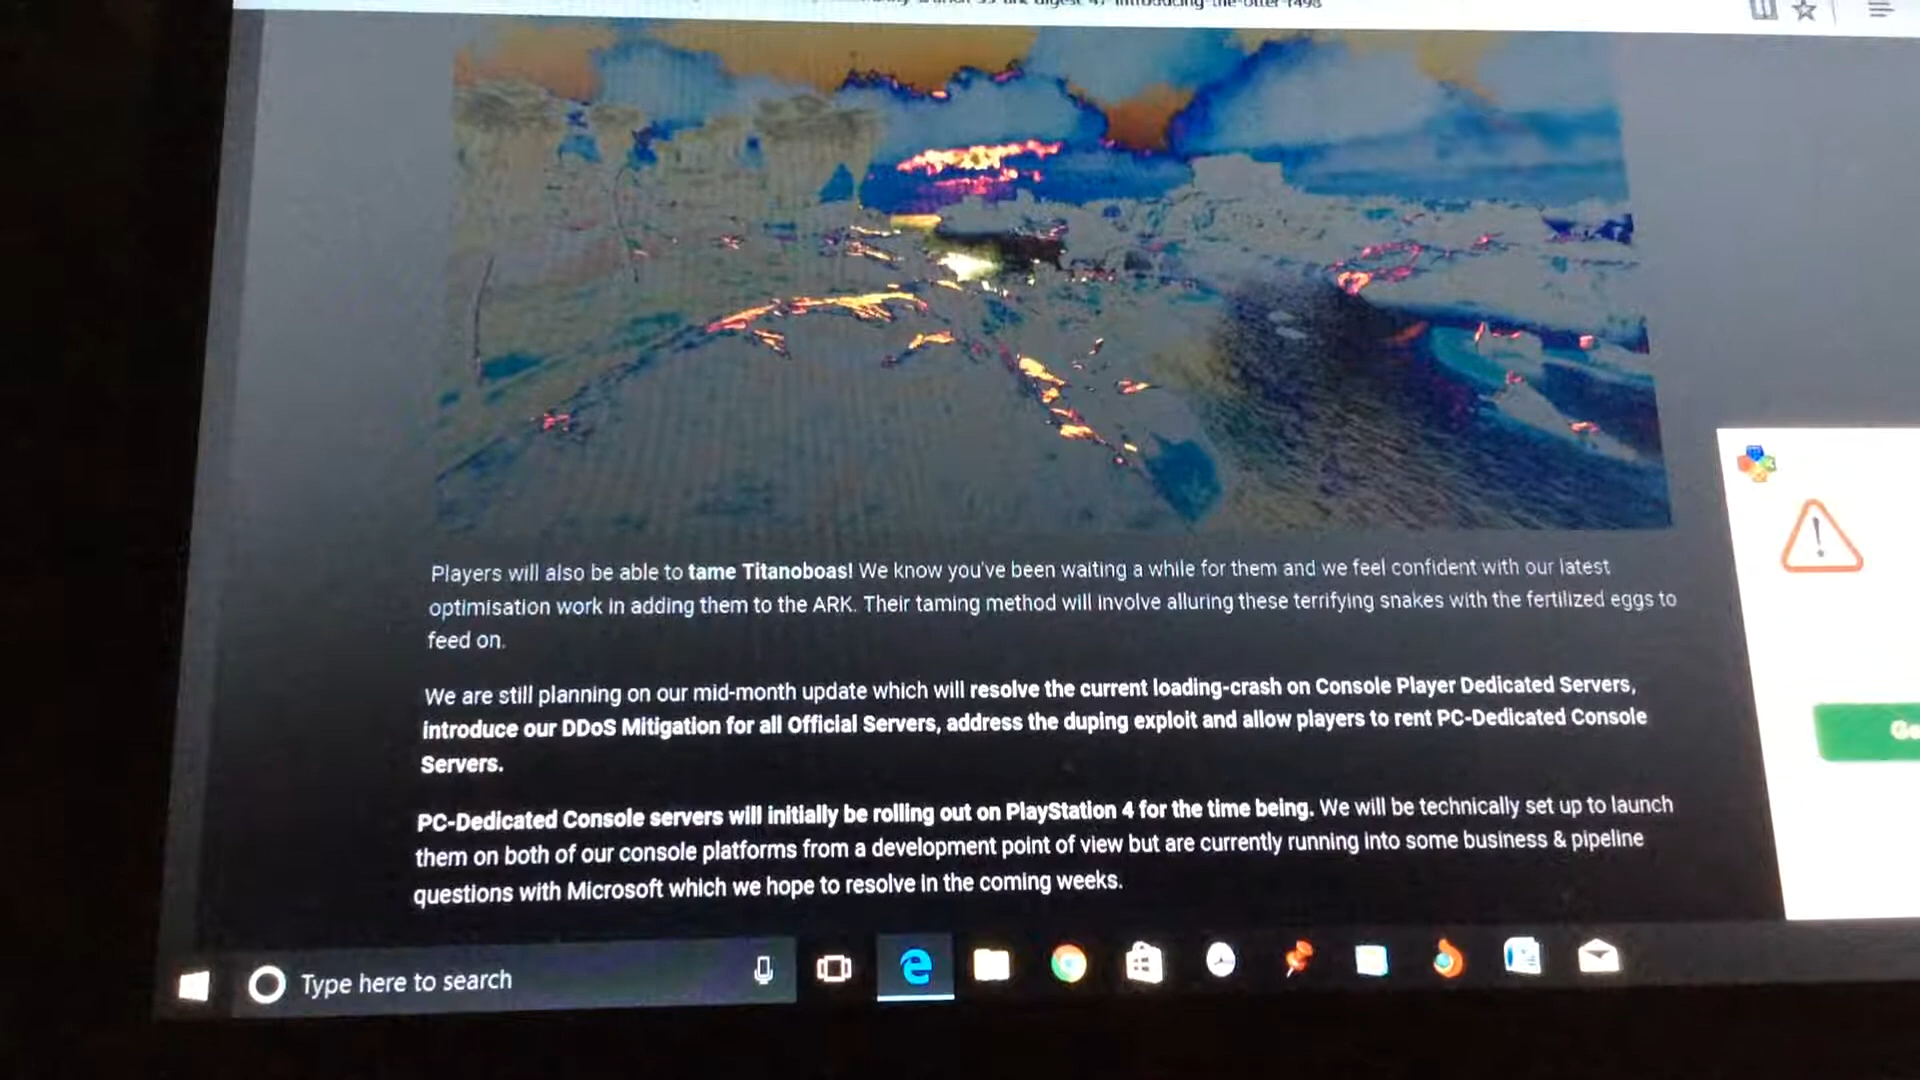 digest 47 introducing-the-otter-r498
Players will also be able to tame Titanoboas! We know you've been waiting a while for them and we feel confident with our latest
optimisation work in adding them to the ARK. Their taming method will involve alluring these terrifying snakes with the fertilized eggs to
feed on.
We are still planning on our mid-month update which will resolve the current loading-crash on Console Player Dedicated Servers,
introduce our DDoS Mitigation for all Official Servers, address the duping exploit and allow players to rent PC-Dedicated Console
Servers.
PC-Dedicated Console servers will initially be rolling out on PlayStation 4 for the time being. We will be technically set up to launch
them on both of our console platforms from a development point of view but are currently running into some business & pipeline
questions with Microsoft which we hope to resolve in the coming weeks.
Type here to search